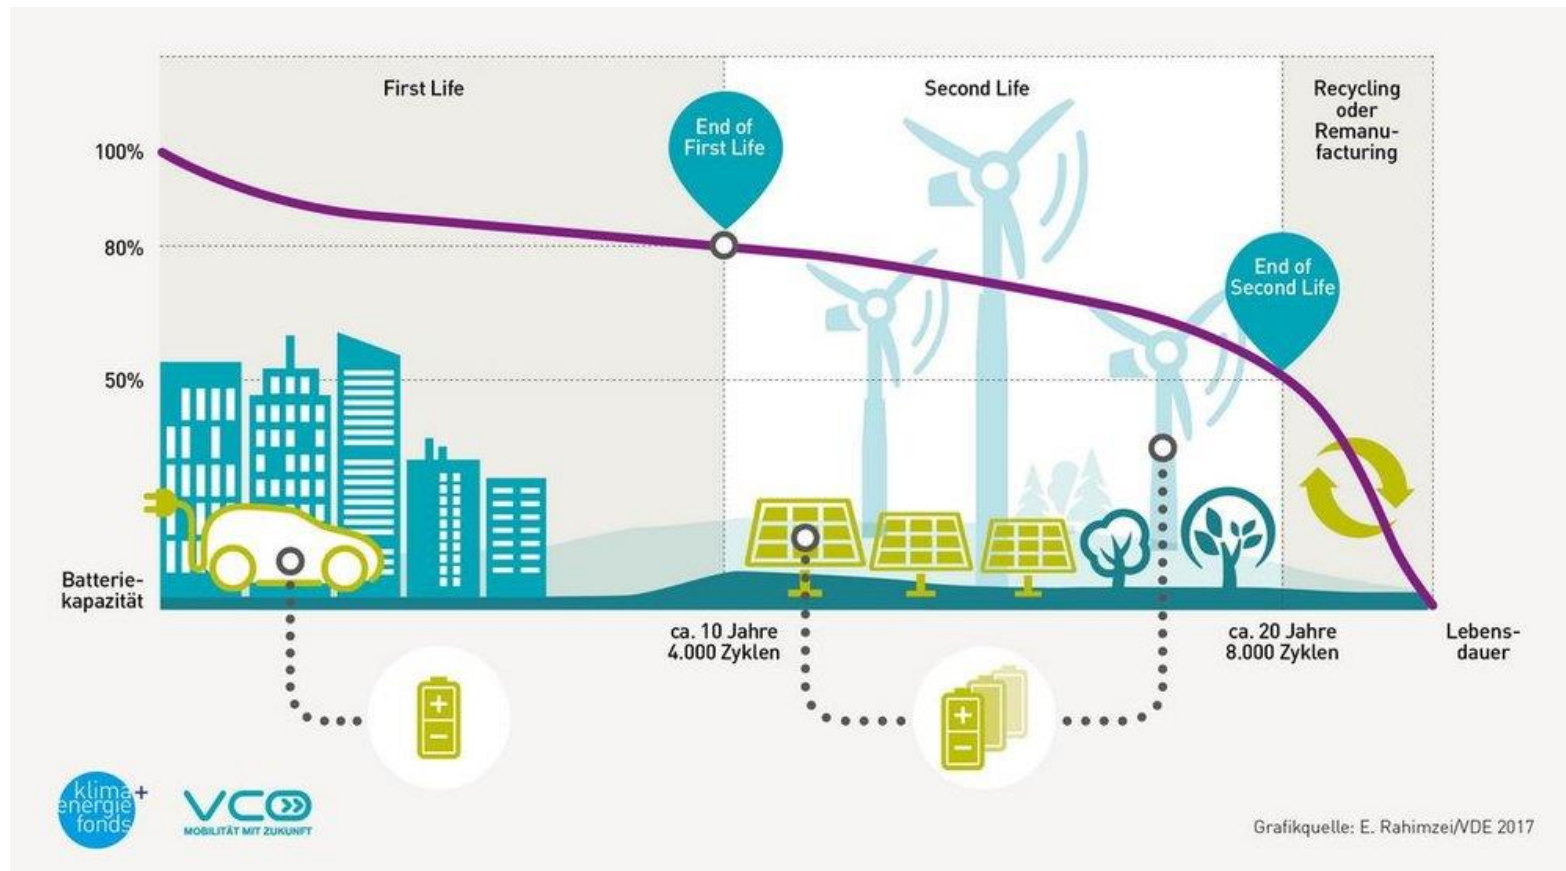 First Life
Second Life
Recycling
oder
Remanu-
facturing
End of
First Life
100%
80%
End of
Second Life
50%
Batterie-
kapazität
ca. 10 Jahre
4.000 Zyklen
ca. 20 Jahre
8.000 Zyklen
Lebens-
dauer
+
−
+
−
klima+
energie
fonds
VCO
MOBILITÄT MIT ZUKUNFT
Grafikquelle: E. Rahimzei/VDE 2017